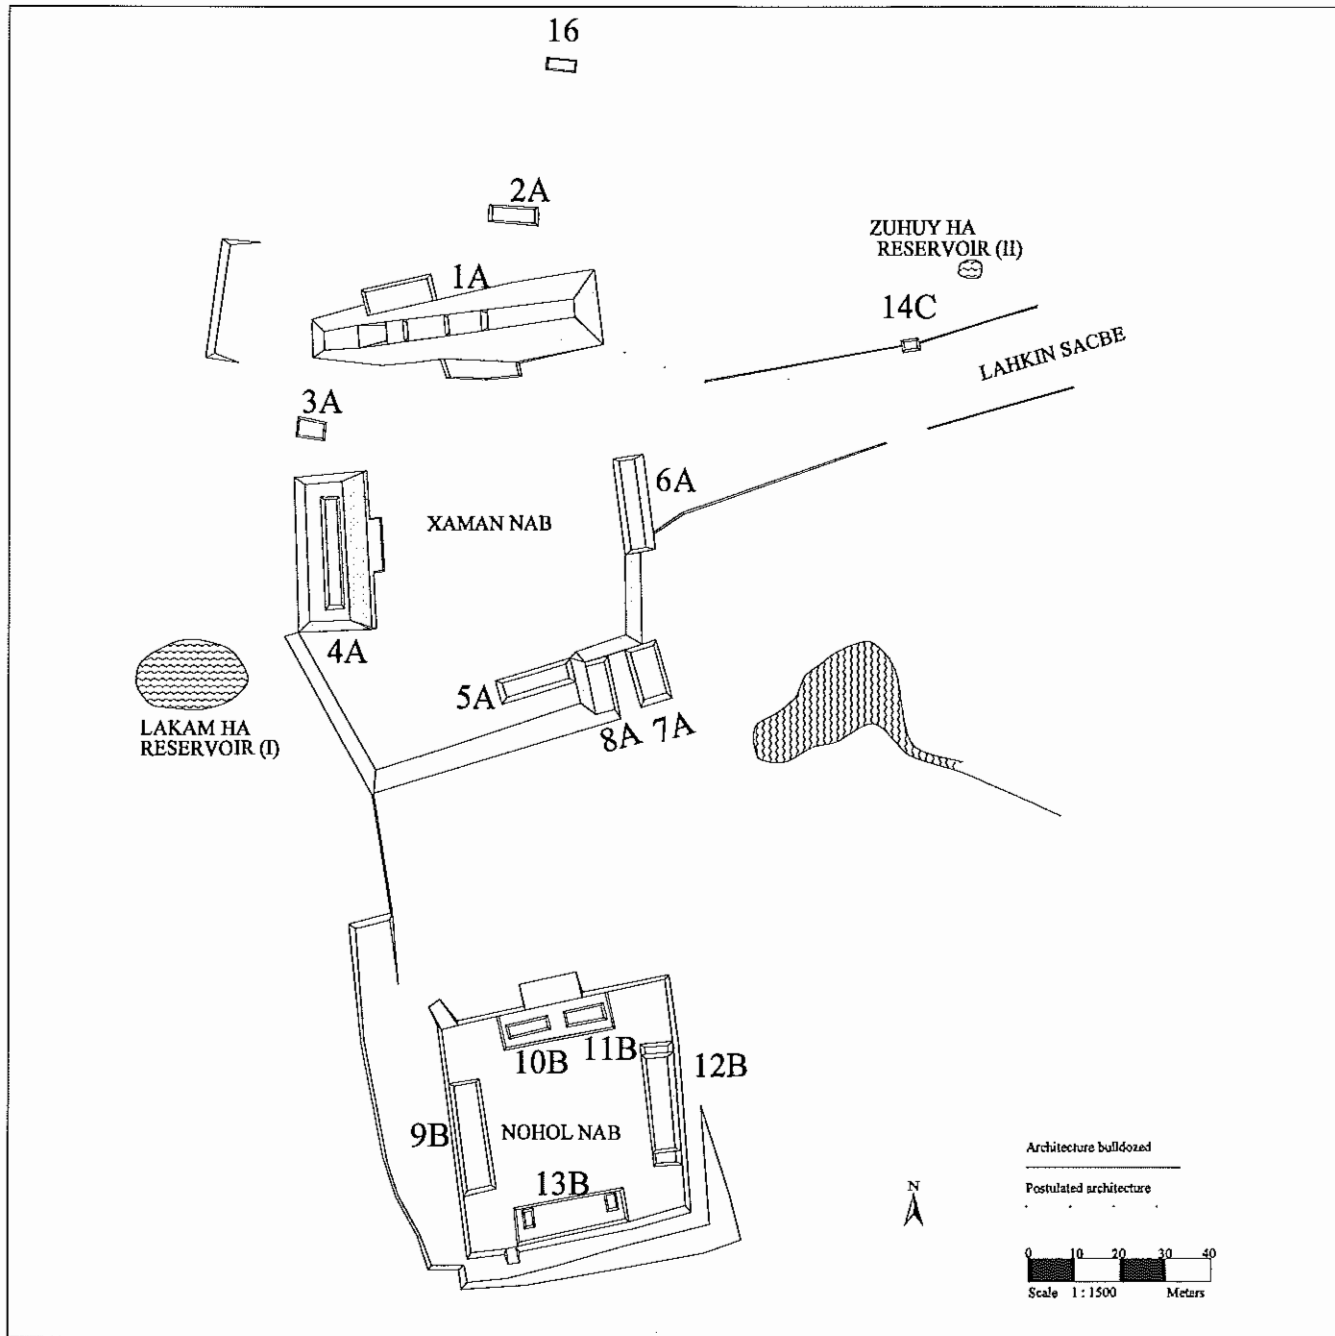 16
2A
ZUHUY HA
RESERVOIR (II)
1A
14C
LAHKIN SACBE
3A
6A
XAMAN NAB
4A
5A
LAKAM HA
RESERVOIR (I)
8A
7A
10B
11B
12B
9B
NOHOL NAB
13B
Architecture bulldozed
Postulated architecture
N
0 10 20 30 40
Scale 1 : 1500 Meters